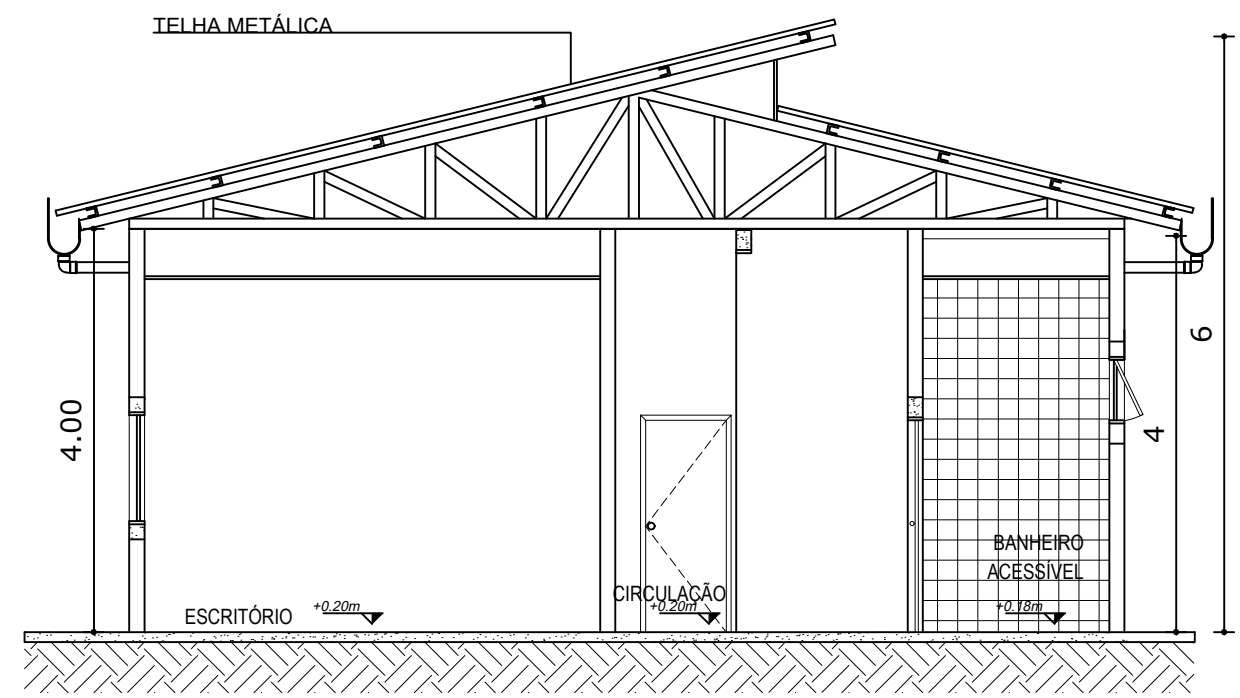 TELHA METÁLICA
4.00
6
4
ESCRITÓRIO
+0.20m
CIRCULAÇÃO
+0.20m
BANHEIRO
ACESSÍVEL
+0.18m